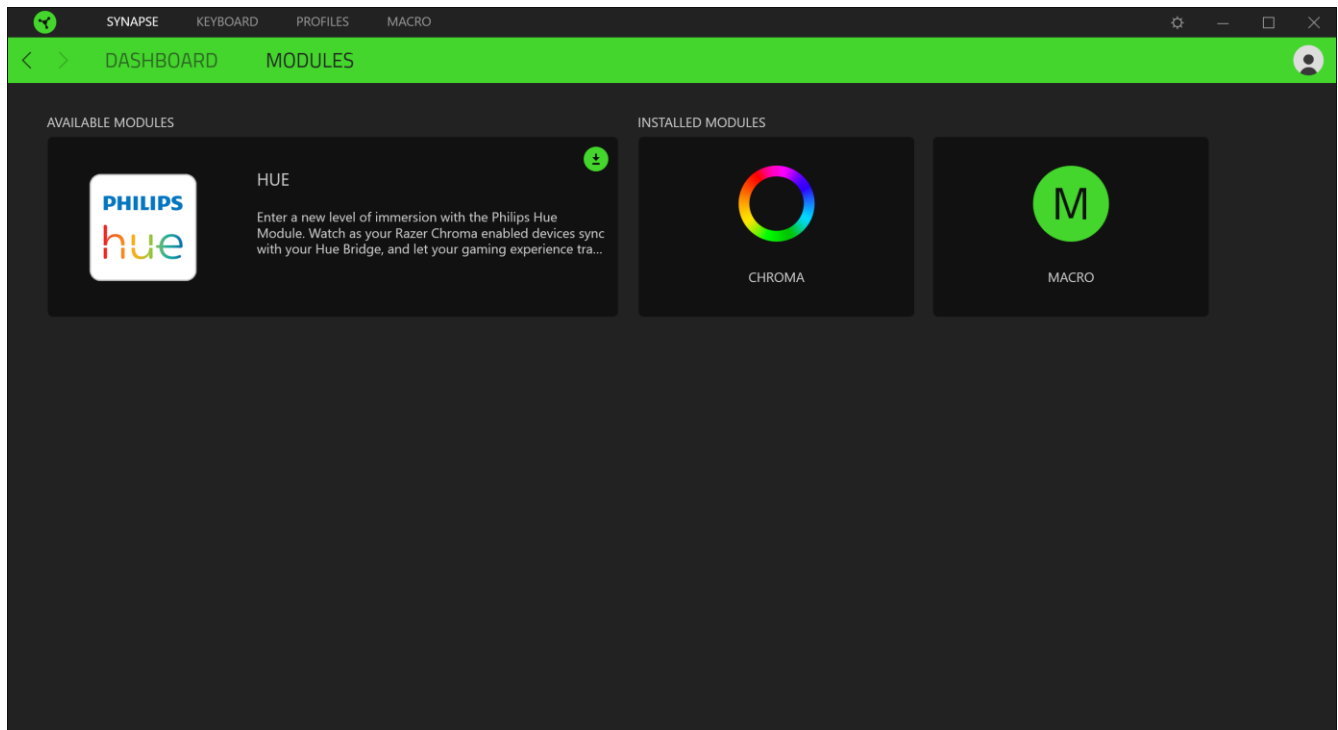 SYNAPSE KEYBOARD PROFILES MACRO
DASHBOARD MODULES
AVAILABLE MODULES
PHILIPS
hue
HUE
Enter a new level of immersion with the Philips Hue
Module. Watch as your Razer Chroma enabled devices sync
with your Hue Bridge, and let your gaming experience tra...
INSTALLED MODULES
CHROMA
M
MACRO